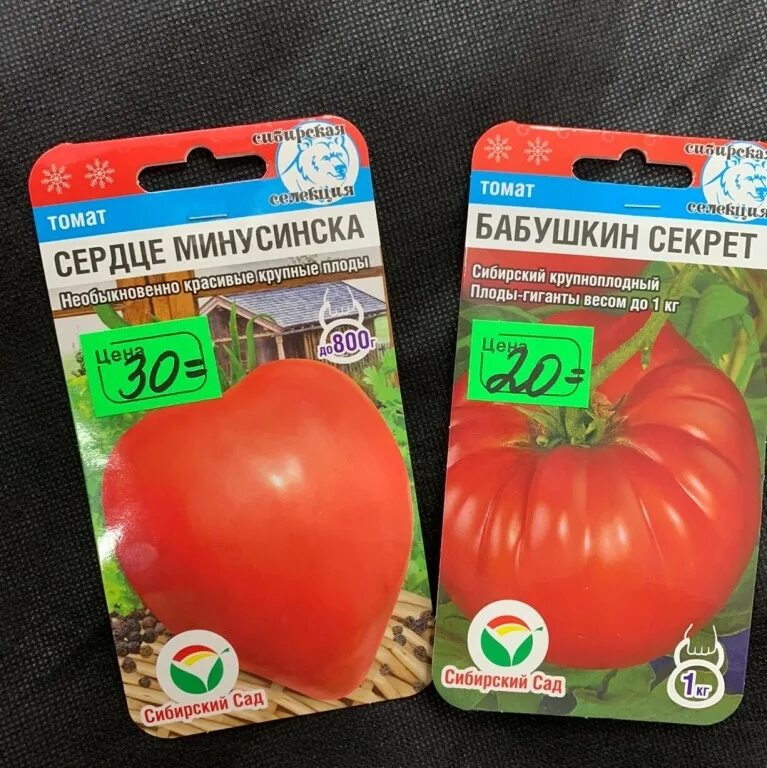 сибирская
селекция
томат
СЕРДЦЕ МИНУСИНСКА
Необыкновенно красивые крупные плоды
до 800г
Цена
30=
Сибирский Сад
сибирская
селекция
томат
БАБУШКИН СЕКРЕТ
Сибирский крупноплодный
Плоды-гиганты весом до 1 кг
Цена
20=
Сибирский Сад
1 кг